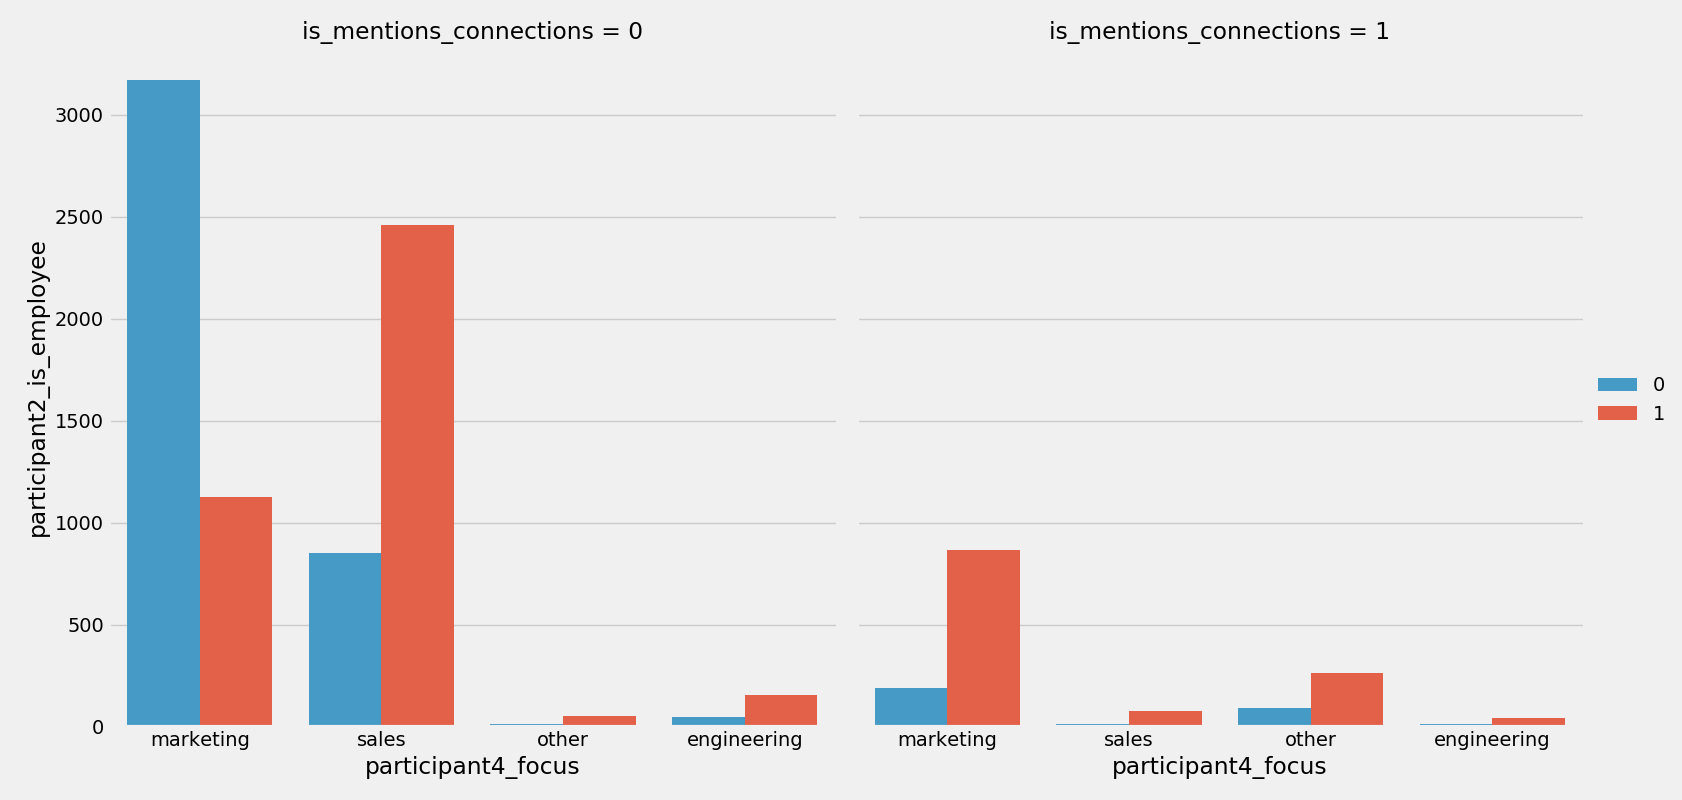 is_mentions_connections = 0
is_mentions_connections = 1
participant2_is_employee
3000
2500
2000
1500
1000
500
0
marketing sales other engineering
marketing sales other engineering
participant4_focus
participant4_focus
0
1